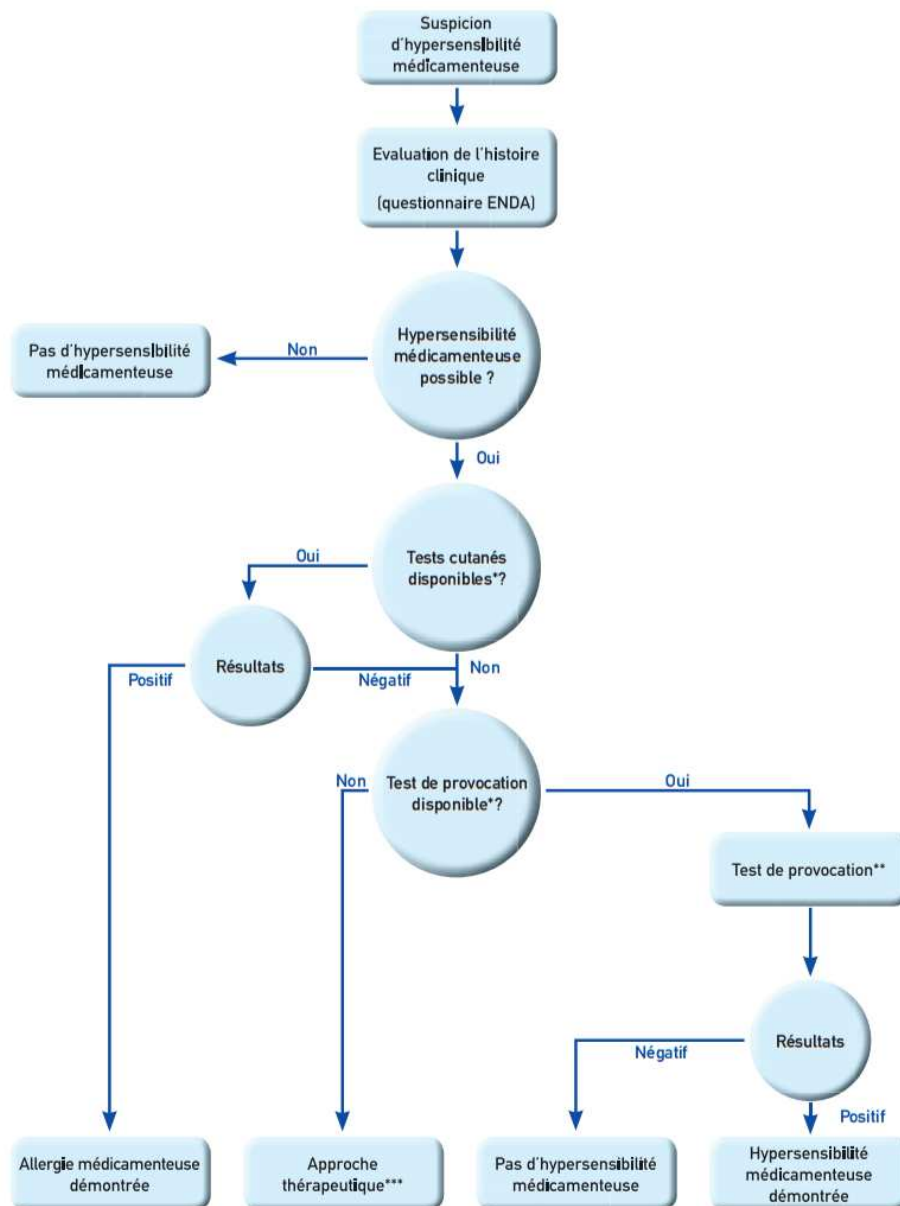 Suspicion
d'hypersensibilité
médicamenteuse
Evaluation de l'histoire
clinique
(questionnaire ENDA)
Hypersensibilité
médicamenteuse
possible ?
Non
Pas d'hypersensibilité
médicamenteuse
Oui
Tests cutanés
disponibles*?
Oui
Résultats
Positif
Négatif
Non
Test de provocation
disponible*?
Non
Oui
Test de provocation**
Résultats
Négatif
Positif
Allergie médicamenteuse
démontrée
Approche
thérapeutique***
Pas d'hypersensibilité
médicamenteuse
Hypersensibilité
médicamenteuse
démontrée